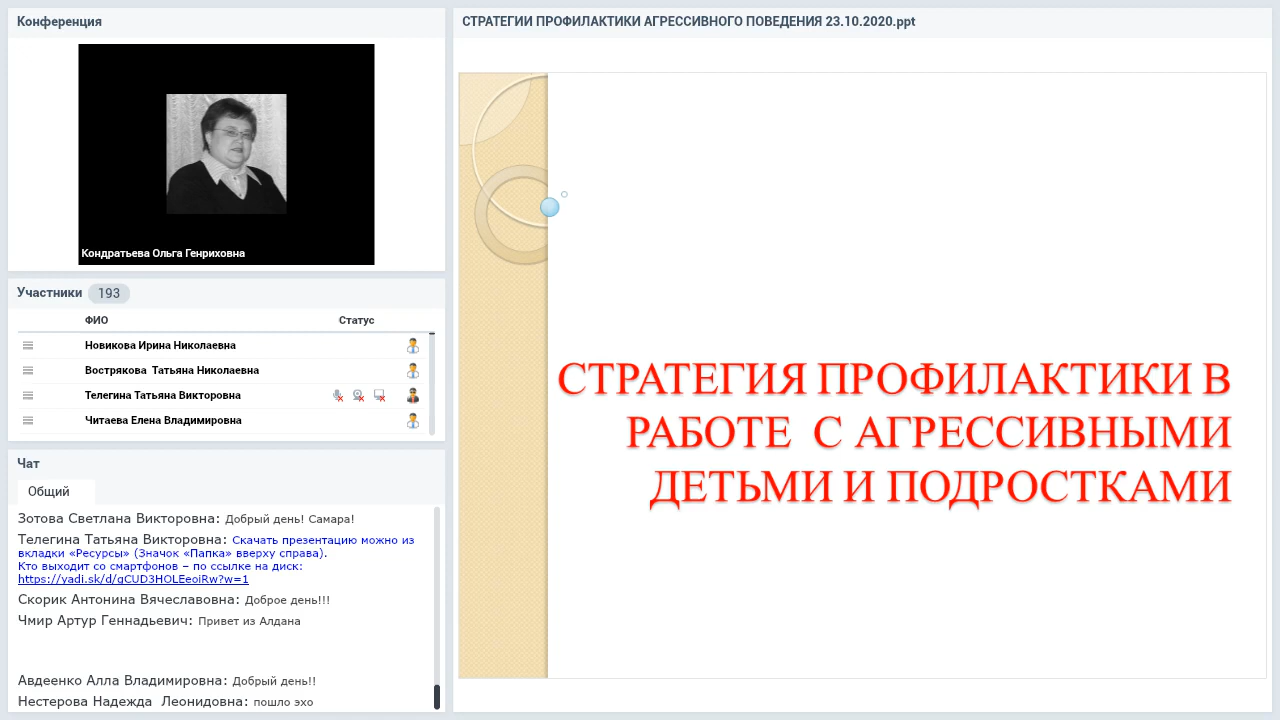 Конференция
Кондратьева Ольга Генриховна
Участники 193
ФИО Статус
Новикова Ирина Николаевна
Вострякова Татьяна Николаевна
Телегина Татьяна Викторовна
Читаева Елена Владимировна
Чат
Общий
Зотова Светлана Викторовна: Добрый день! Самара!
Телегина Татьяна Викторовна: Скачать презентацию можно из
вкладки «Ресурсы» (Значок «Папка» вверху справа).
Кто выходит со смартфонов – по ссылке на диск:
https://yadi.sk/d/gCUD3HOLEeoiRw?w=1
Скорик Антонина Вячеславовна: Доброе день!!!
Чмир Артур Геннадьевич: Привет из Алдана
Авдеенко Алла Владимировна: Добрый день!!
Нестерова Надежда Леонидовна: пошло эхо
СТРАТЕГИИ ПРОФИЛАКТИКИ АГРЕССИВНОГО ПОВЕДЕНИЯ 23.10.2020.ppt
СТРАТЕГИЯ ПРОФИЛАКТИКИ В
РАБОТЕ С АГРЕССИВНЫМИ
ДЕТЬМИ И ПОДРОСТКАМИ